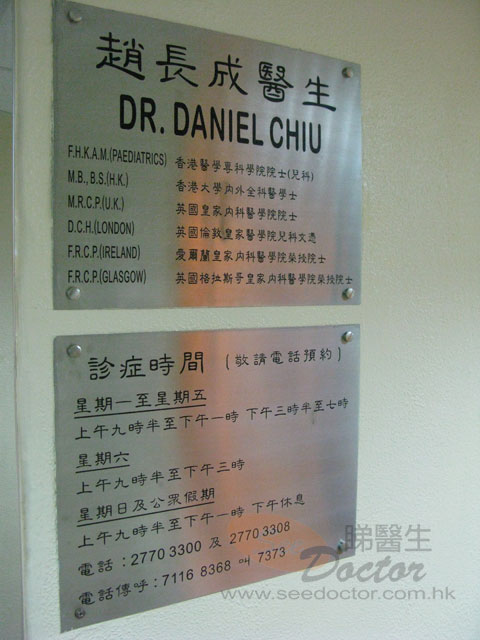 趙長成醫生
DR. DANIEL CHIU
F.H.K.A.M.(PAEDIATRICS) 香港醫學專科學院院士(兒科)
M.B., B.S.(H.K.) 香港大學內外全科醫學士
M.R.C.P.(U.K.) 英國皇家內科醫學院院士
D.C.H.(LONDON) 英國倫敦皇家醫學院兒科文憑
F.R.C.P.(IRELAND) 愛爾蘭皇家內科醫學院榮授院士
F.R.C.P.(GLASGOW) 英國格拉斯哥皇家內科醫學院榮授院士
診症時間 (敬請電話預約)
星期一至星期五
上午九時半至下午一時 下午三時半至七時
星期六
上午九時半至下午三時
星期日及公眾假期
上午九時半至下午一時 下午休息
電話:2770 3300 及 2770 3308
電話傳呼:7116 8368 叫 7373
睇醫生
Doctor
www.seedoctor.com.hk